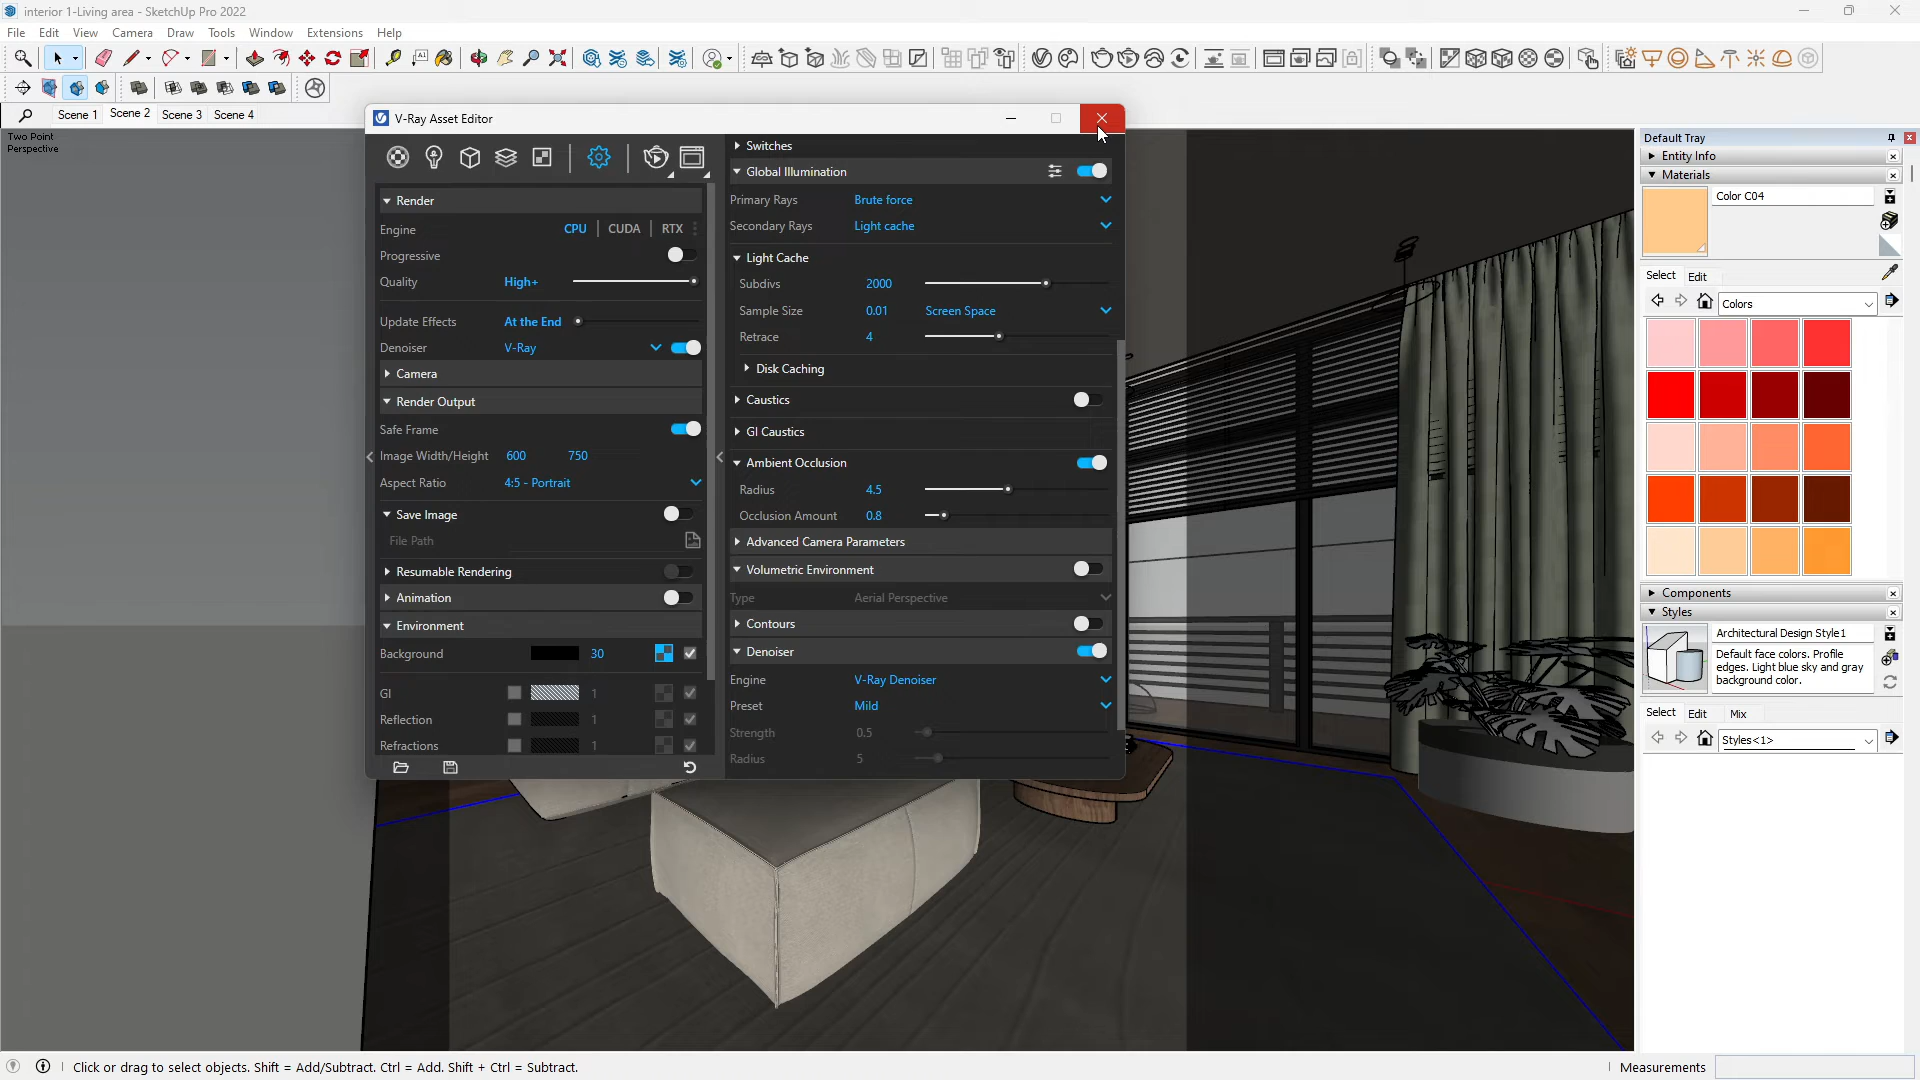 interior 1-Living area - SketchUp Pro 2022
File Edit View Camera Draw Tools Window Extensions Help
Scene 1 Scene 2 Scene 3 Scene 4
Two Point
Perspective
V-Ray Asset Editor
Render
Engine CPU CUDA RTX
Progressive
Quality High+
Update Effects At the End
Denoiser V-Ray
Camera
Render Output
Safe Frame
Image Width/Height 600 750
Aspect Ratio 4:5 - Portrait
Save Image
File Path
Resumable Rendering
Animation
Environment
Background 30
GI 1
Reflection 1
Refractions 1
Switches
Global Illumination
Primary Rays Brute force
Secondary Rays Light cache
Light Cache
Subdivs 2000
Sample Size 0.01 Screen Space
Retrace 4
Disk Caching
Caustics
GI Caustics
Ambient Occlusion
Radius 4.5
Occlusion Amount 0.8
Advanced Camera Parameters
Volumetric Environment
Type Aerial Perspective
Contours
Denoiser
Engine V-Ray Denoiser
Preset Mild
Strength 0.5
Radius 5
Default Tray
Entity Info
Materials
Color C04
Select Edit
Colors
Components
Styles
Architectural Design Style1
Default face colors. Profile
edges. Light blue sky and gray
background color.
Select Edit Mix
Styles<1>
Click or drag to select objects. Shift = Add/Subtract. Ctrl = Add. Shift + Ctrl = Subtract.
Measurements